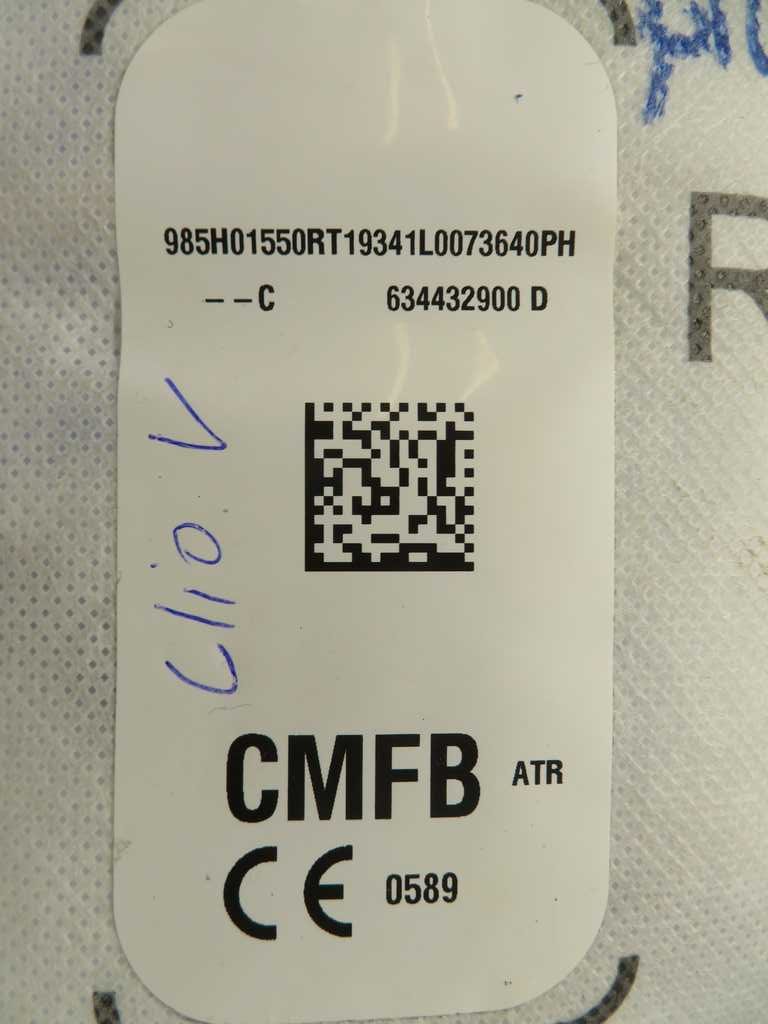 985H01550RT19341L0073640PH
--C 634432900 D
Clio V
CMFB ATR
CE 0589
R